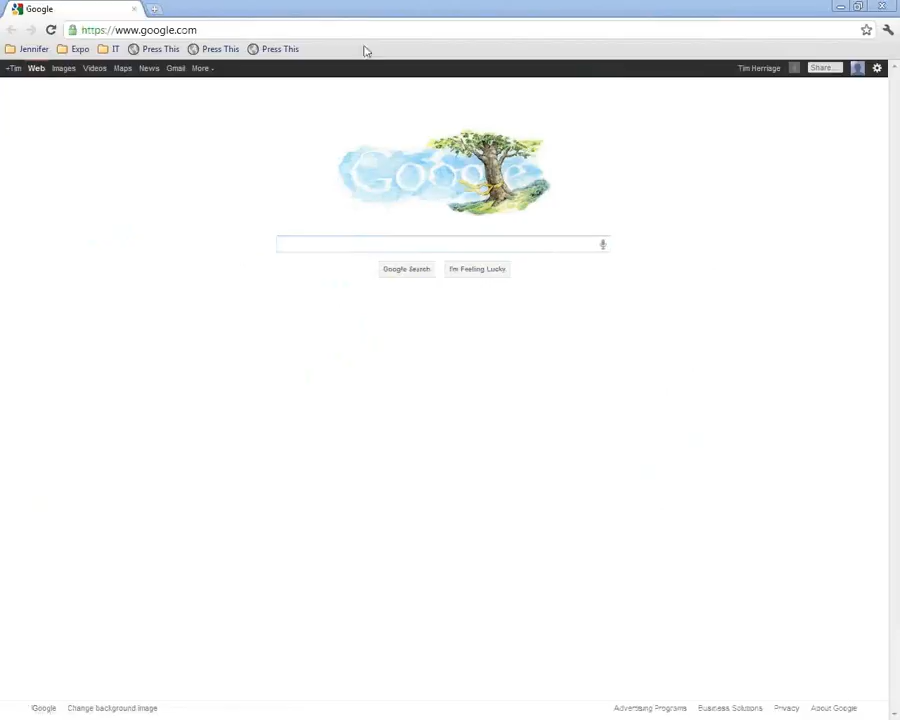 Google
https://www.google.com
Jennifer Expo IT Press This Press This Press This
+Tim Web Images Videos Maps News Gmail More
Tim Herriage Share...
Google
Google Search I'm Feeling Lucky
iGoogle Change background image
Advertising Programs Business Solutions Privacy About Google